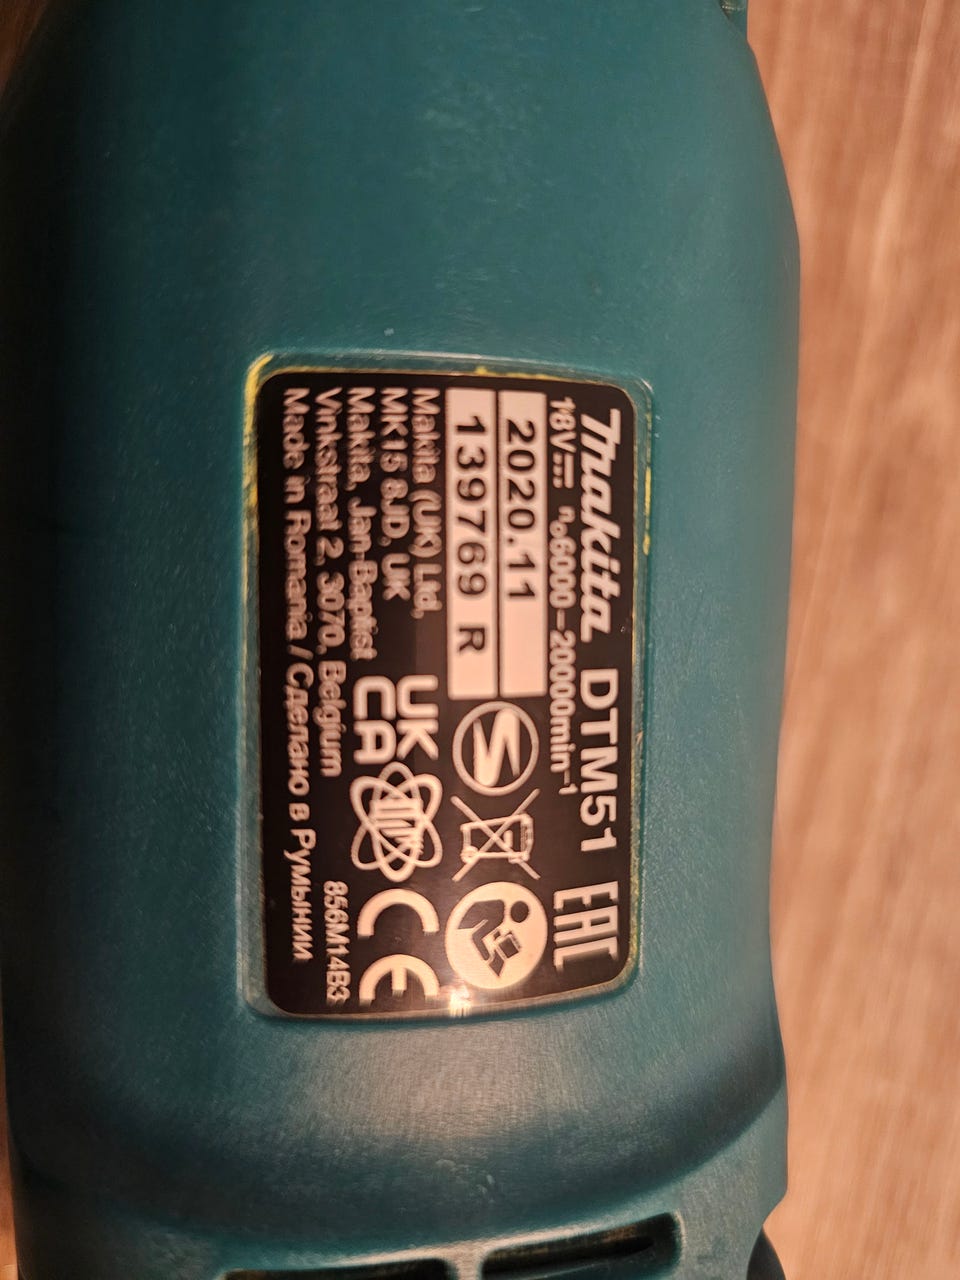 Makita DTM51
18V n₀6000-20000min⁻¹
2020.11
139769 R
Makita (UK) Ltd,
MK15 8JD, UK
Makita, Jan-Baptist
Vinkstraat 2, 3070, Belgium
Made in Romania / Сделано в Румынии
EAC
S
UK
CA
CE
856M14B3